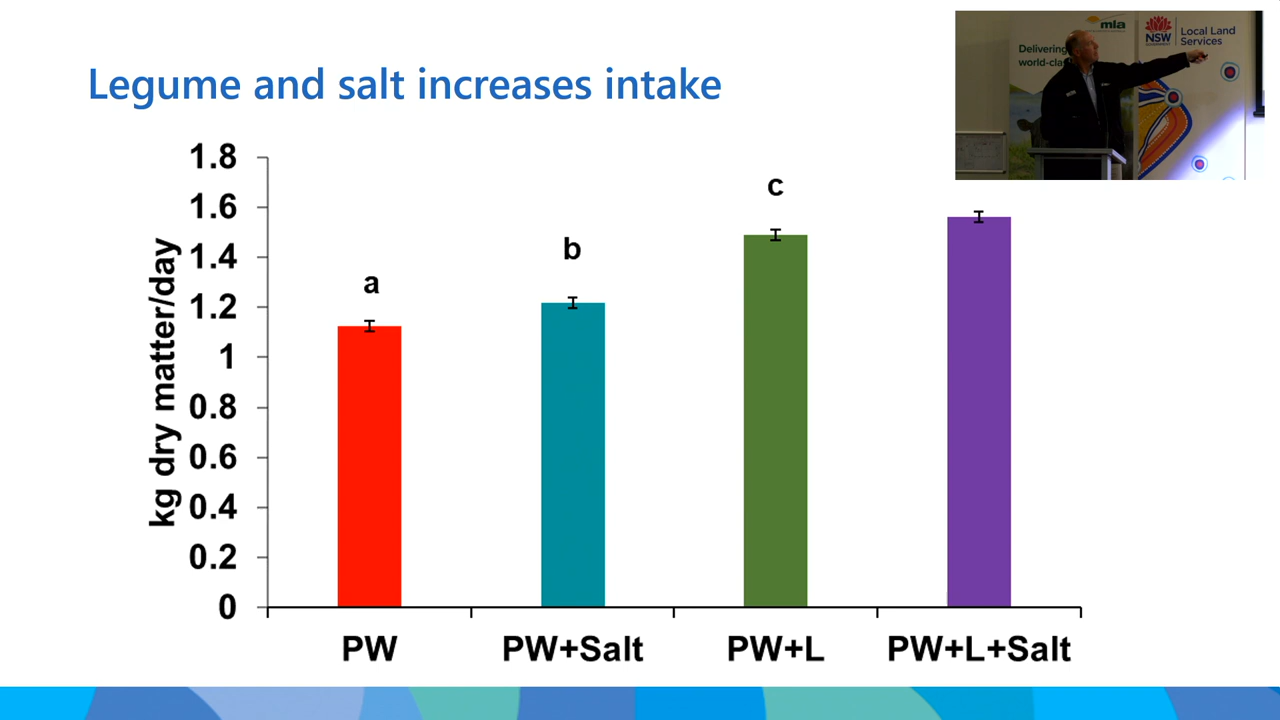 Legume and salt increases intake
mla
Delivering
world-cla
NSW
GOVERNMENT
Local Land
Services
kg dry matter/day
1.8
1.6
1.4
1.2
1
0.8
0.6
0.4
0.2
0
a
b
c
PW
PW+Salt
PW+L
PW+L+Salt